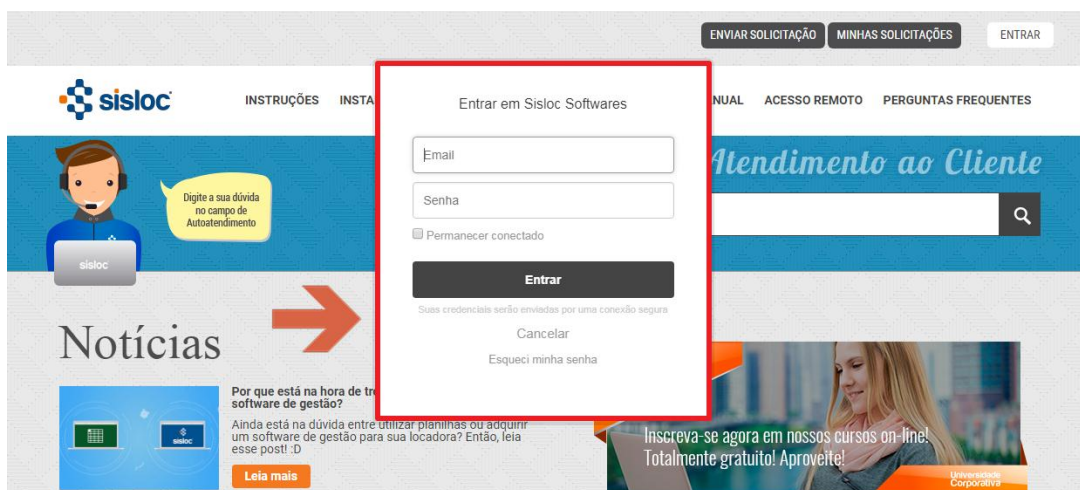 ENVIAR SOLICITAÇÃO MINHAS SOLICITAÇÕES ENTRAR
sisloc INSTRUÇÕES INSTA NUAL ACESSO REMOTO PERGUNTAS FREQUENTES
Entrar em Sisloc Softwares
Email
Senha
Permanecer conectado
Entrar
Suas credenciais serão enviadas por uma conexão segura
Cancelar
Esqueci minha senha
Atendimento ao Cliente
Digite a sua dúvida
no campo de
Autoatendimento
sisloc
Notícias
sisloc
Por que está na hora de tr
software de gestão?
Ainda está na dúvida entre utilizar planilhas ou adquirir
um software de gestão para sua locadora? Então, leia
esse post! :D
Leia mais
Inscreva-se agora em nossos cursos on-line!
Totalmente gratuito! Aproveite!
Universidade
Corporativa